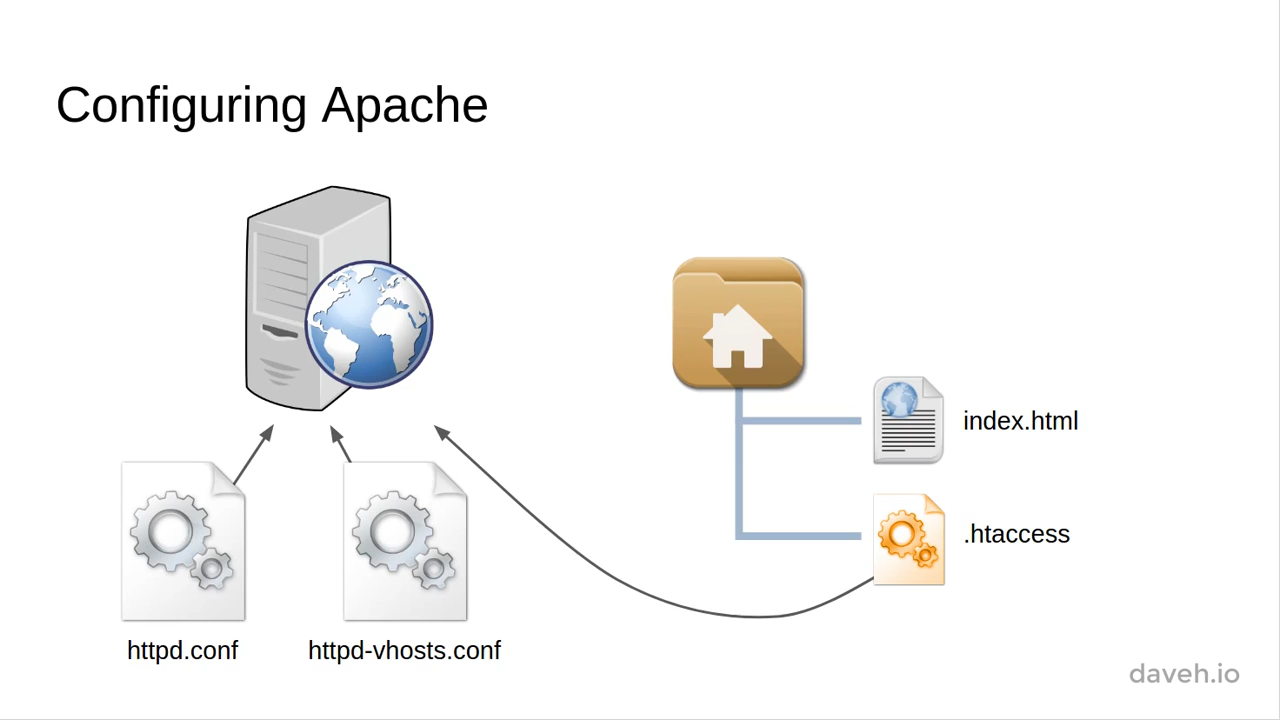 Configuring Apache
index.html
.htaccess
httpd.conf
httpd-vhosts.conf
daveh.io